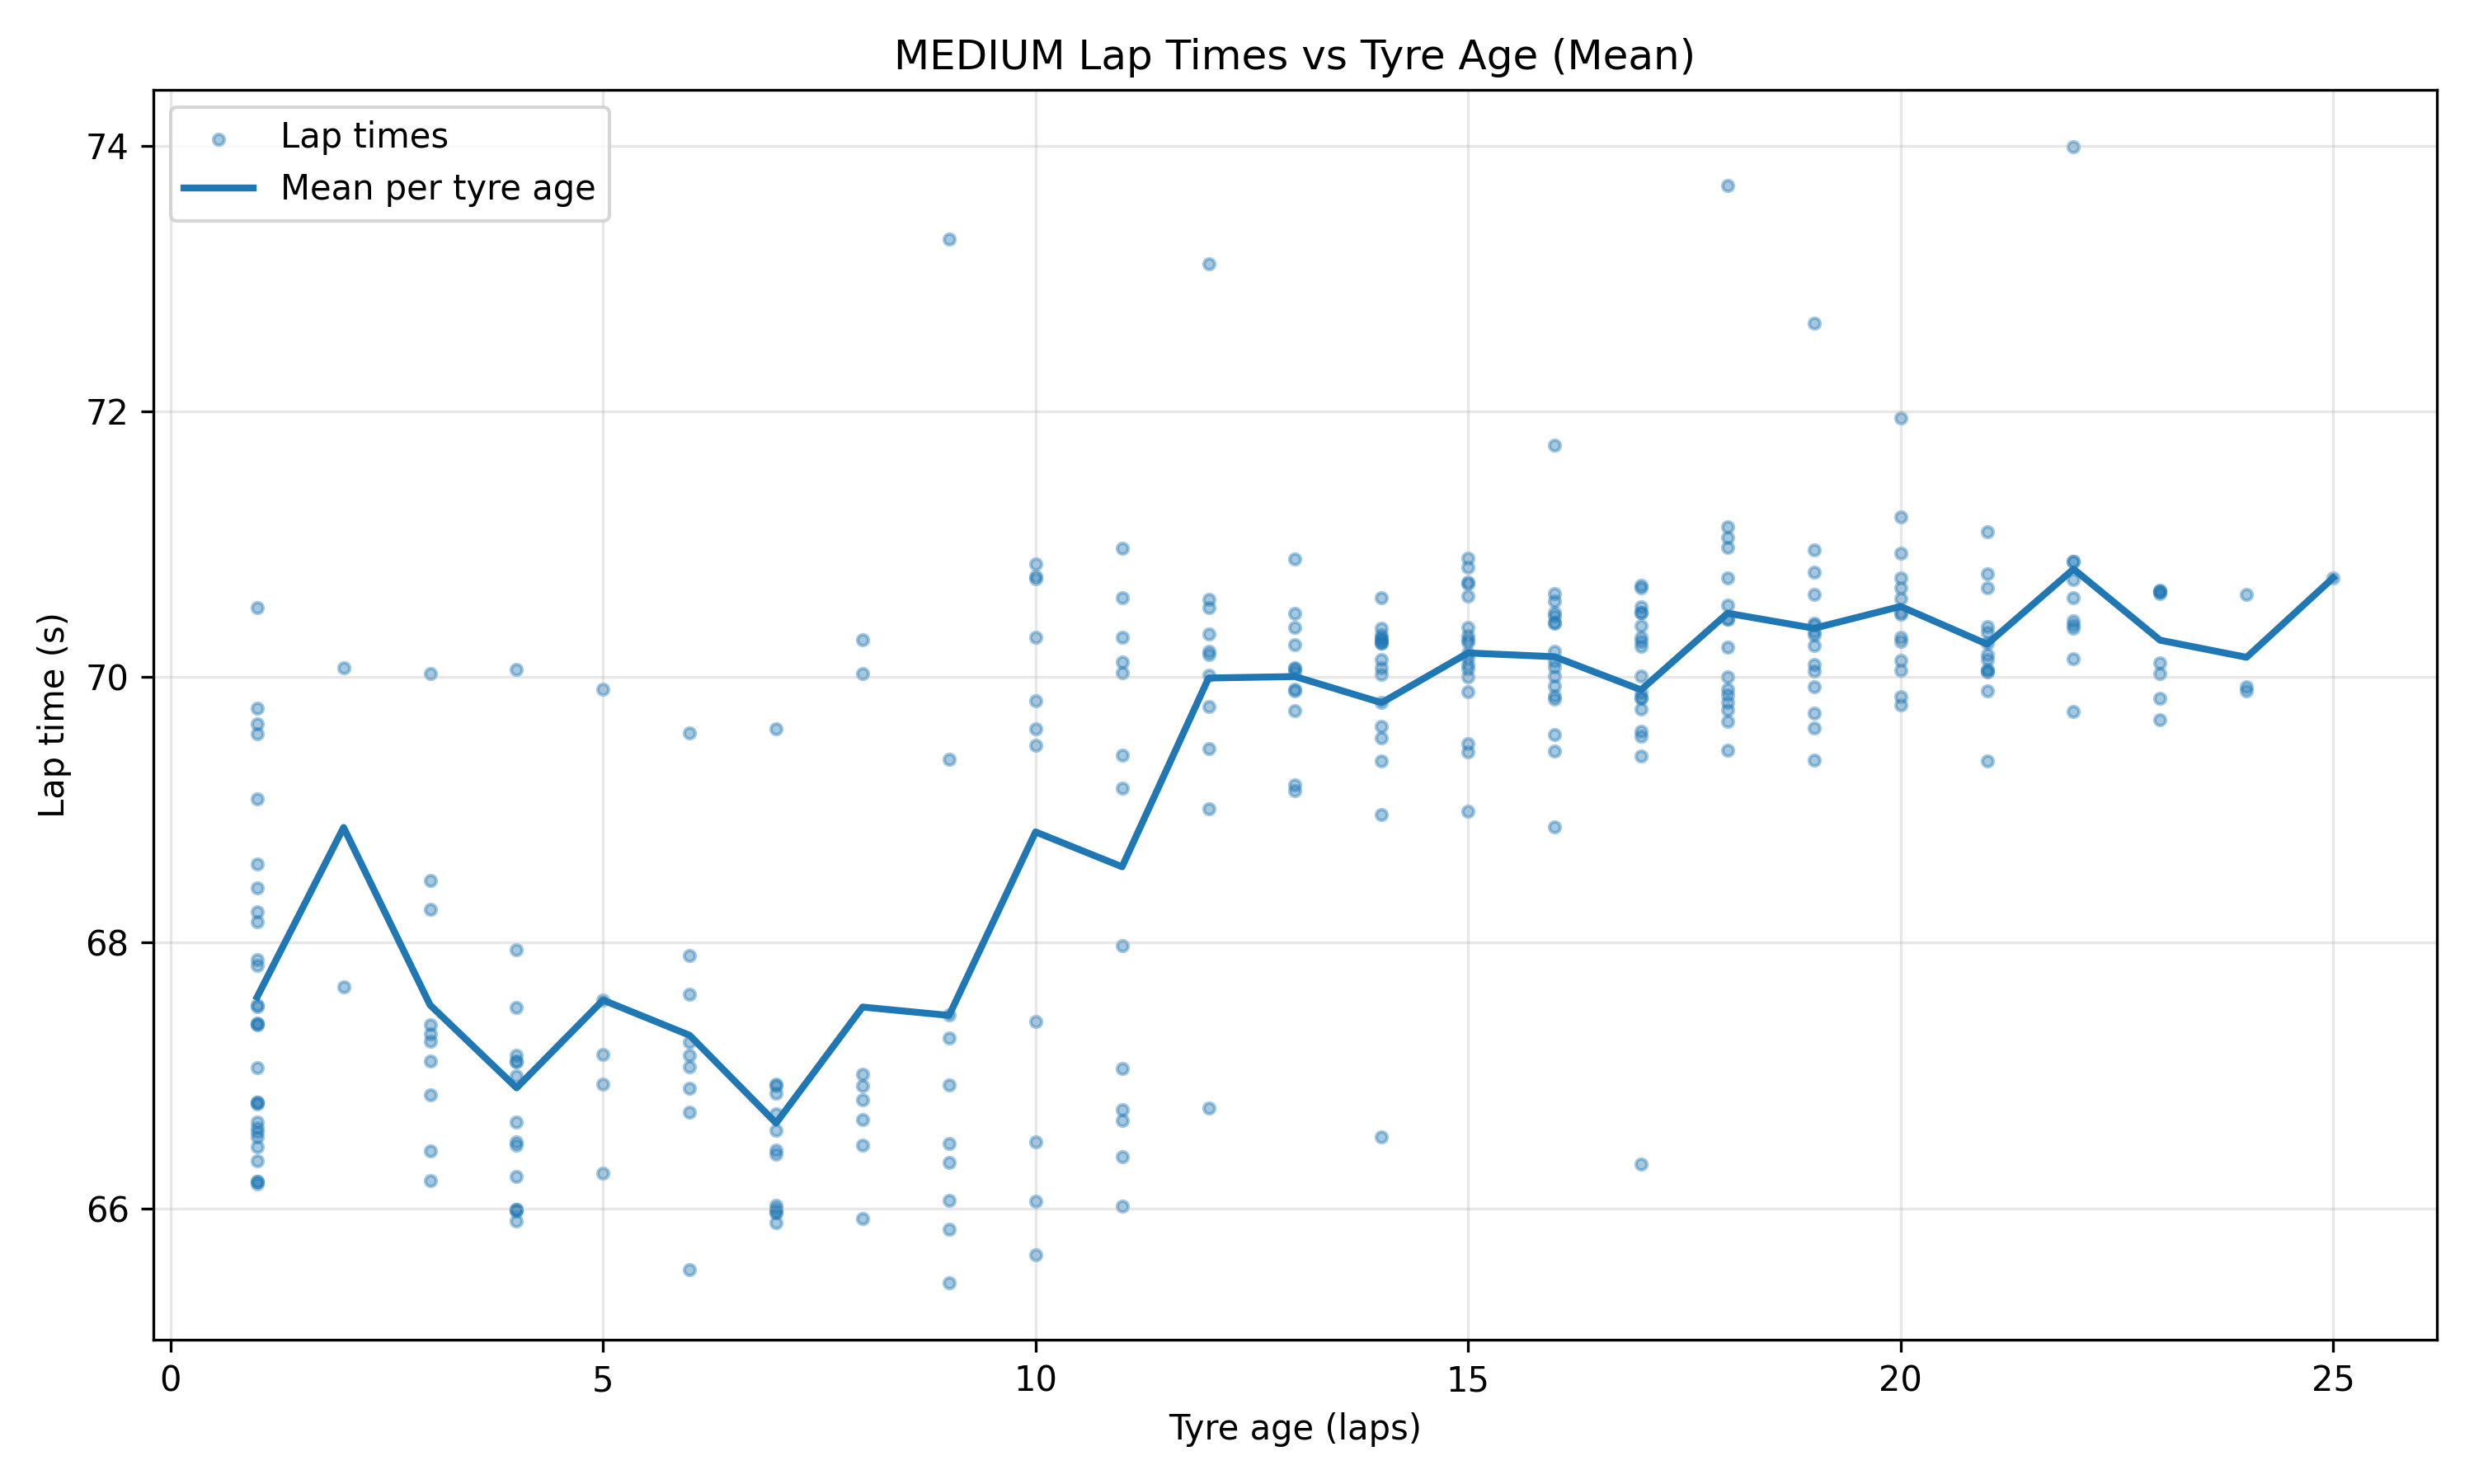 MEDIUM Lap Times vs Tyre Age (Mean)
Lap times
Mean per tyre age
74
72
70
68
66
Lap time (s)
0 5 10 15 20 25
Tyre age (laps)